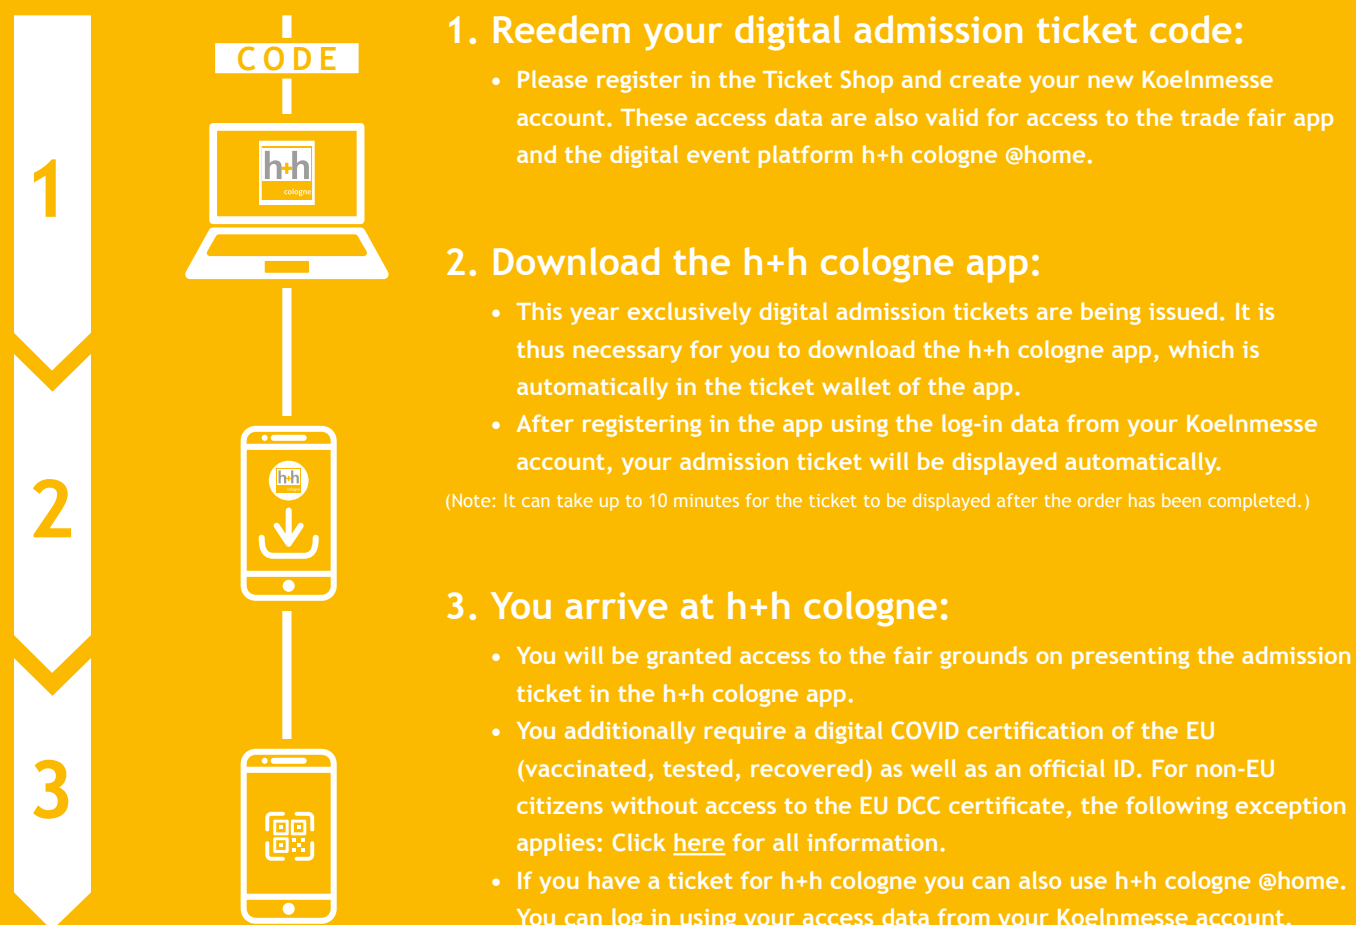 1
CODE
h+h
cologne
1. Reedem your digital admission ticket code:
• Please register in the Ticket Shop and create your new Koelnmesse
account. These access data are also valid for access to the trade fair app
and the digital event platform h+h cologne @home.
2
h+h
2. Download the h+h cologne app:
• This year exclusively digital admission tickets are being issued. It is
thus necessary for you to download the h+h cologne app, which is
automatically in the ticket wallet of the app.
• After registering in the app using the log-in data from your Koelnmesse
account, your admission ticket will be displayed automatically.
(Note: It can take up to 10 minutes for the ticket to be displayed after the order has been completed.)
3
3. You arrive at h+h cologne:
• You will be granted access to the fair grounds on presenting the admission
ticket in the h+h cologne app.
• You additionally require a digital COVID certification of the EU
(vaccinated, tested, recovered) as well as an official ID. For non-EU
citizens without access to the EU DCC certificate, the following exception
applies: Click here for all information.
• If you have a ticket for h+h cologne you can also use h+h cologne @home.
You can log in using your access data from your Koelnmesse account.